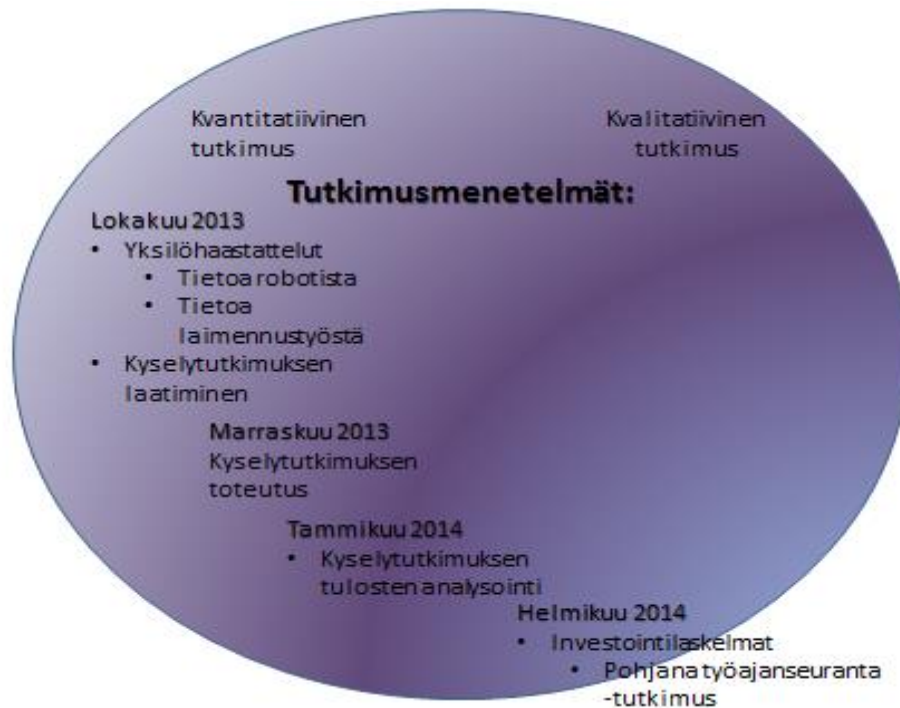 Kvantitatiivinen
tutkimus
Kvalitatiivinen
tutkimus
Tutkimusmenetelmät:
Lokakuu 2013
• Yksilöhaastattelut
• Tietoa robotista
• Tietoa
laimennustyöstä
• Kyselytutkimuksen
laatiminen
Marraskuu 2013
Kyselytutkimuksen
toteutus
Tammikuu 2014
• Kyselytutkimuksen
tulosten analysointi
Helmikuu 2014
• Investointilaskelmat
• Pohjana työajanseuranta
-tutkimus